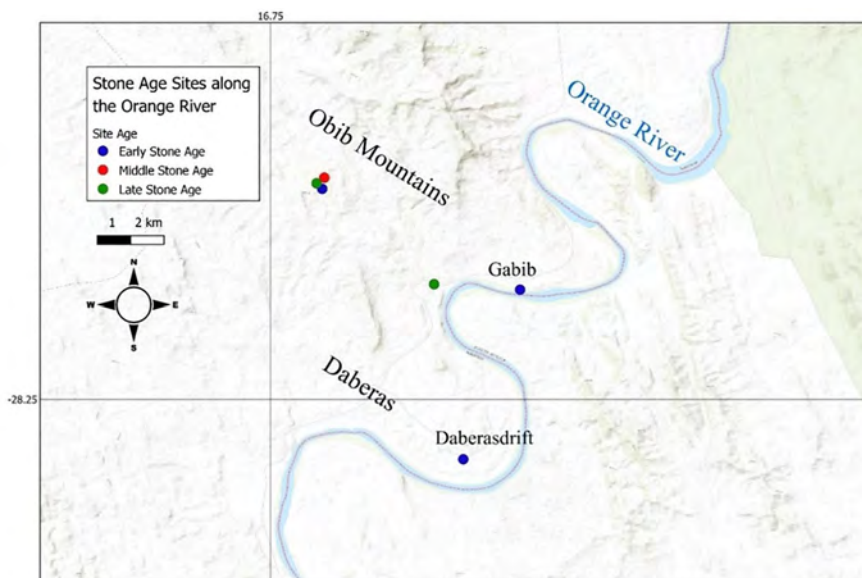 16.75
Stone Age Sites along
the Orange River
Site Age
Early Stone Age
Middle Stone Age
Late Stone Age
1 2 km
N
W E
S
Obib Mountains
Orange River
Gabib
-28.25
Daberas
Daberasdrift